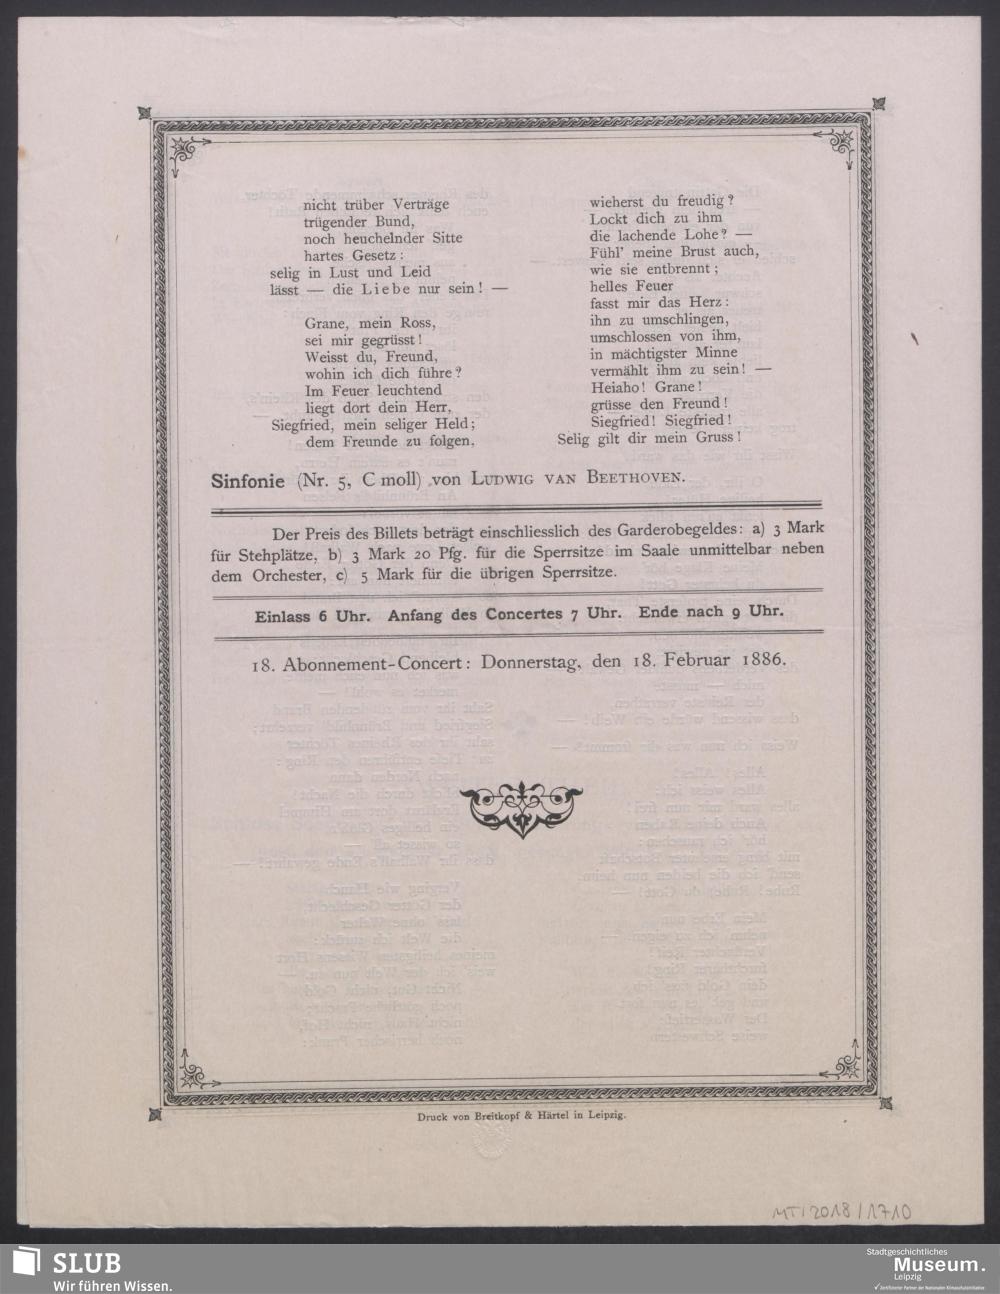 nicht trüber Verträge
trügender Bund,
noch heuchelnder Sitte
hartes Gesetz:
selig in Lust und Leid
lässt — die Liebe nur sein! —
Grane, mein Ross,
sei mir gegrüsst!
Weisst du, Freund,
wohin ich dich führe?
Im Feuer leuchtend
liegt dort dein Herr,
Siegfried, mein seliger Held;
dem Freunde zu folgen,
wieherst du freudig?
Lockt dich zu ihm
die lachende Lohe? —
Fühl' meine Brust auch,
wie sie entbrennt;
helles Feuer
fasst mir das Herz:
ihn zu umschlingen,
umschlossen von ihm,
in mächtigster Minne
vermählt ihm zu sein! —
Heiaho! Grane!
grüsse den Freund!
Siegfried! Siegfried!
Selig gilt dir mein Gruss!
Sinfonie (Nr. 5, C moll) von LUDWIG VAN BEETHOVEN.
Der Preis des Billets beträgt einschliesslich des Garderobegeldes: a) 3 Mark
für Stehplätze, b) 3 Mark 20 Pfg. für die Sperrsitze im Saale unmittelbar neben
dem Orchester, c) 5 Mark für die übrigen Sperrsitze.
Einlass 6 Uhr. Anfang des Concertes 7 Uhr. Ende nach 9 Uhr.
18. Abonnement-Concert: Donnerstag, den 18. Februar 1886.
Druck von Breitkopf & Härtel in Leipzig.
MT/2018/1710
SLUB
Wir führen Wissen.
Stadtgeschichtliches
Museum.
Leipzig
Zertifizierter Partner der Nationalen Klimaschutzinitiative